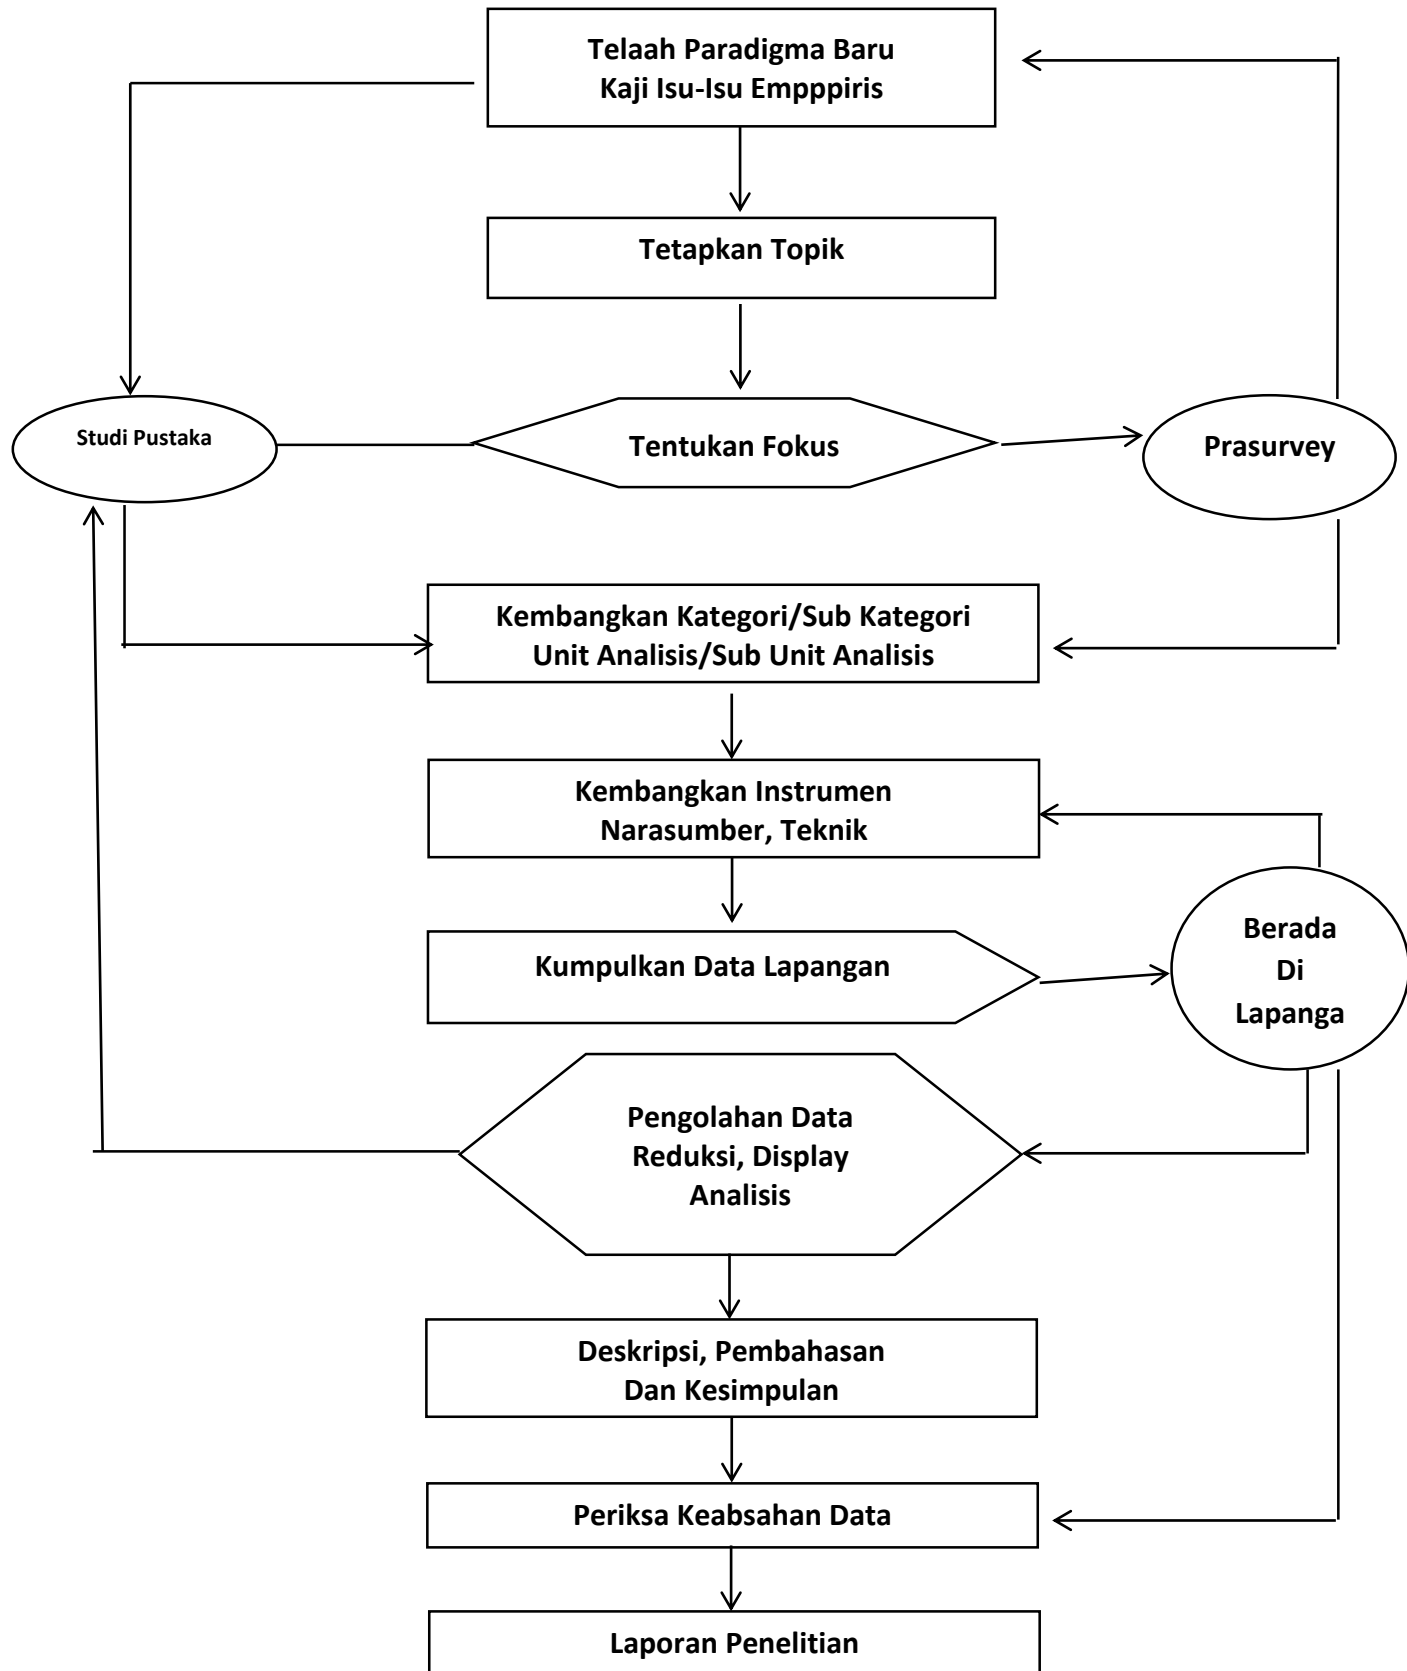 Telaah Paradigma Baru
Kaji Isu-Isu Empppiris
Tetapkan Topik
Studi Pustaka
Tentukan Fokus
Prasurvey
Kembangkan Kategori/Sub Kategori
Unit Analisis/Sub Unit Analisis
Kembangkan Instrumen
Narasumber, Teknik
Kumpulkan Data Lapangan
Berada
Di
Lapanga
Pengolahan Data
Reduksi, Display
Analisis
Deskripsi, Pembahasan
Dan Kesimpulan
Periksa Keabsahan Data
Laporan Penelitian